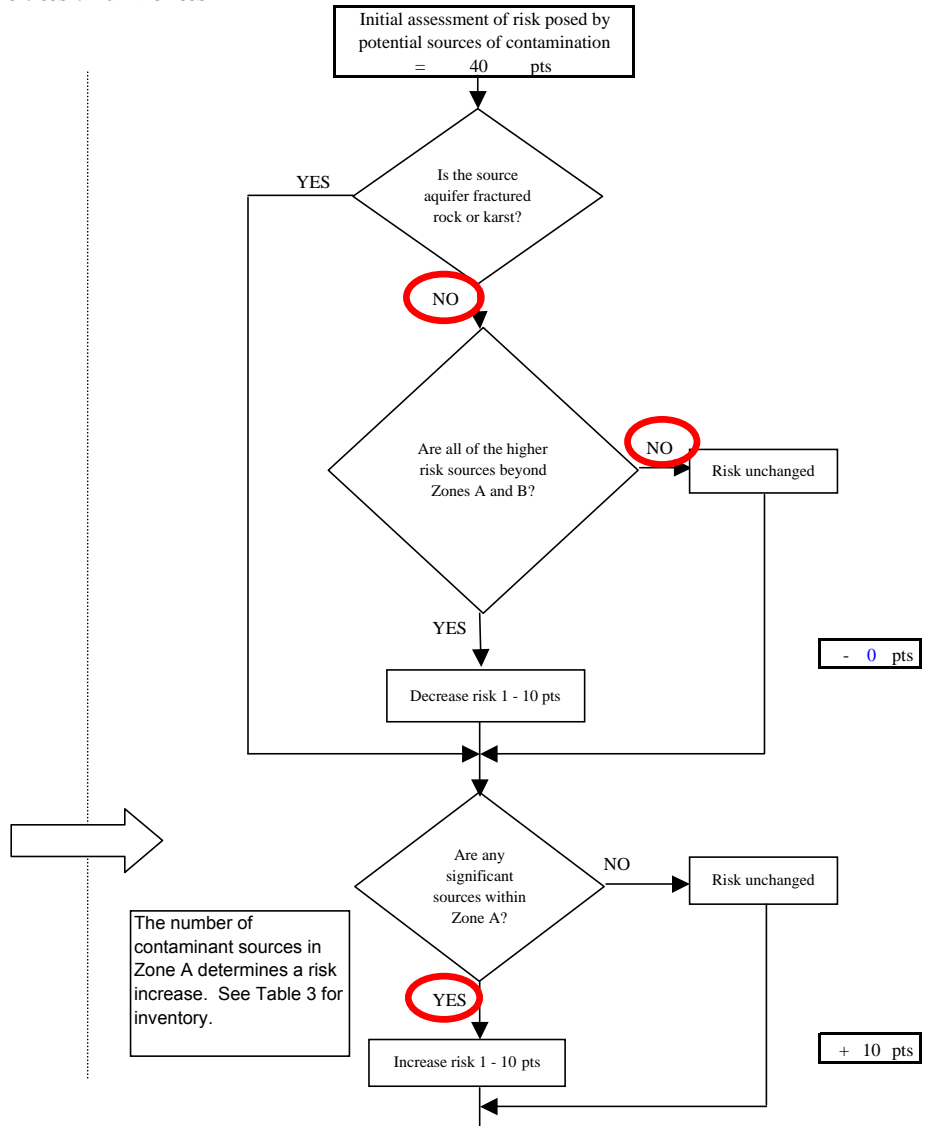 Initial assessment of risk posed by
potential sources of contamination
= 40 pts
Is the source
aquifer fractured
rock or karst?
YES
NO
Are all of the higher
risk sources beyond
Zones A and B?
NO
Risk unchanged
YES
- 0 pts
Decrease risk 1 - 10 pts
Are any
significant
sources within
Zone A?
NO
Risk unchanged
The number of
contaminant sources in
Zone A determines a risk
increase. See Table 3 for
inventory.
YES
+ 10 pts
Increase risk 1 - 10 pts